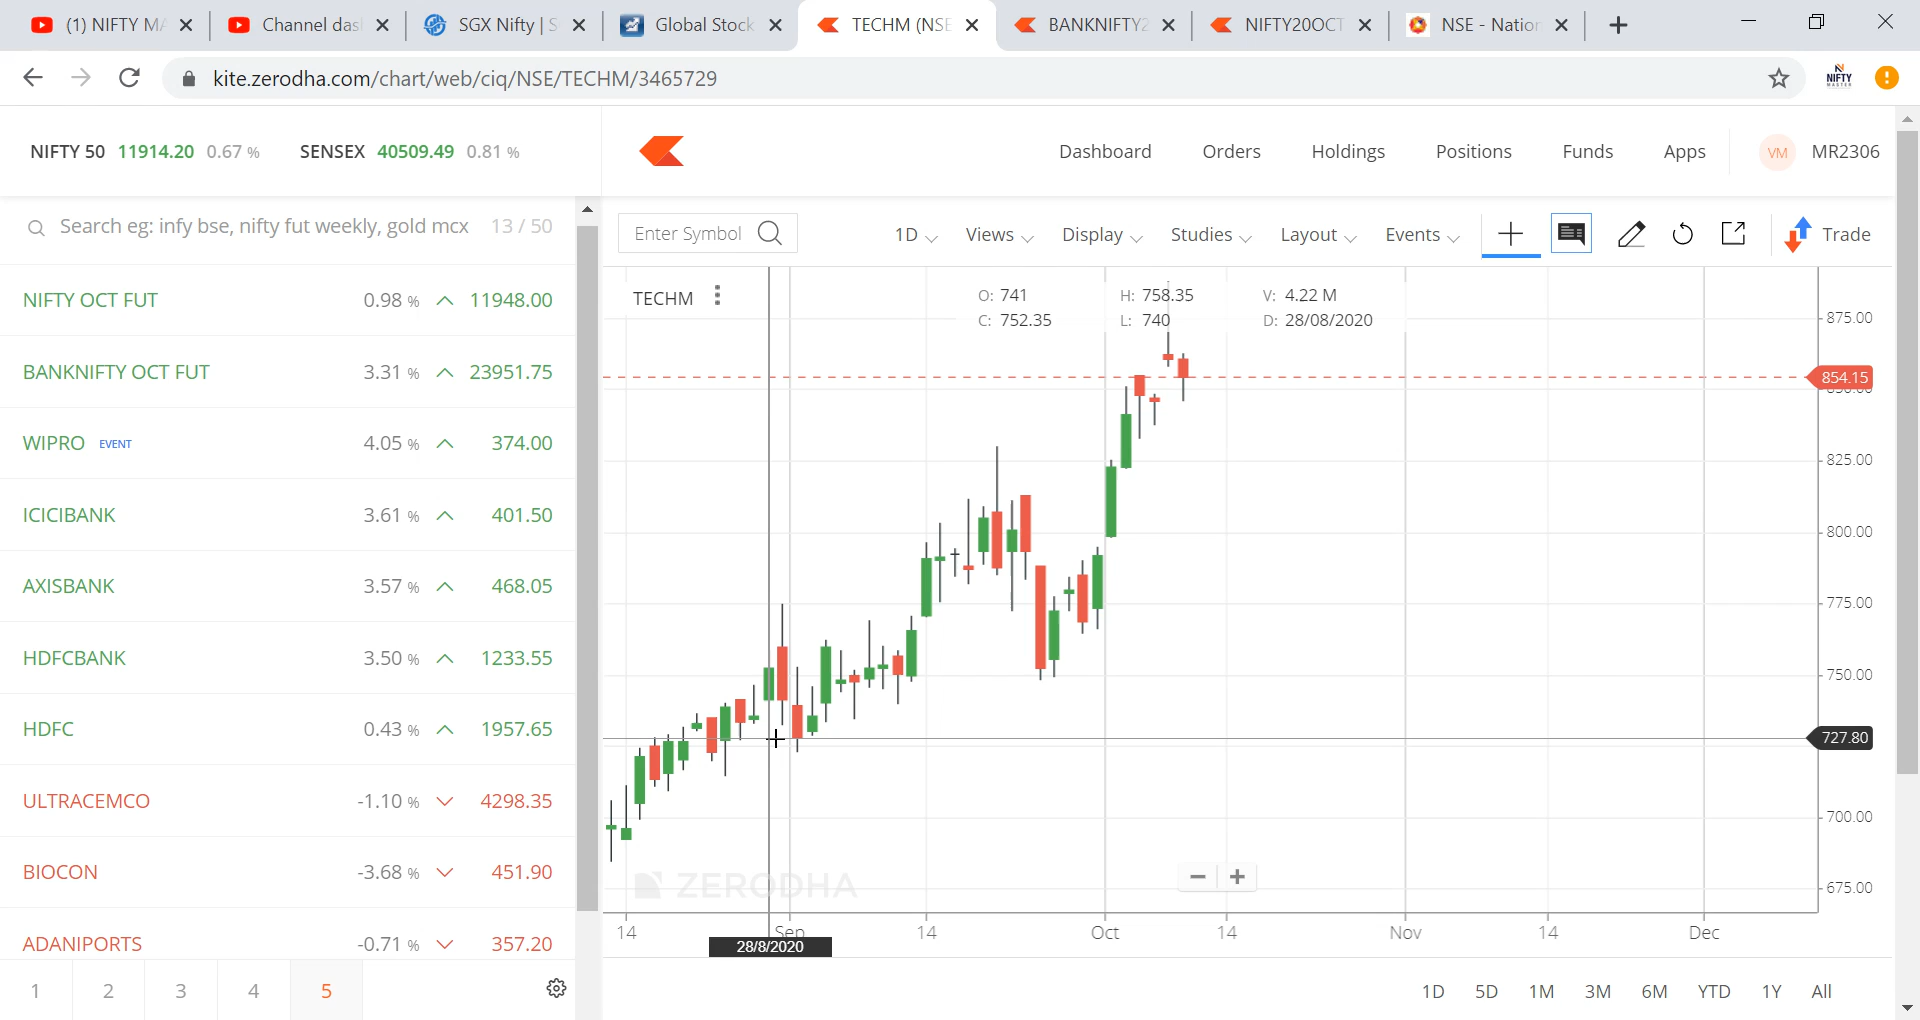 (1) NIFTY MA
Channel das
SGX Nifty | S
Global Stock
TECHM (NSE
BANKNIFTY2
NIFTY20OCT
NSE - Nation
kite.zerodha.com/chart/web/ciq/NSE/TECHM/3465729
NIFTY MASTER
NIFTY 50 11914.20 0.67 % SENSEX 40509.49 0.81 %
Dashboard Orders Holdings Positions Funds Apps VM MR2306
Search eg: infy bse, nifty fut weekly, gold mcx 13 / 50
Enter Symbol 1D Views Display Studies Layout Events Trade
NIFTY OCT FUT 0.98 % 11948.00
BANKNIFTY OCT FUT 3.31 % 23951.75
WIPRO EVENT 4.05 % 374.00
ICICIBANK 3.61 % 401.50
AXISBANK 3.57 % 468.05
HDFCBANK 3.50 % 1233.55
HDFC 0.43 % 1957.65
ULTRACEMCO -1.10 % 4298.35
BIOCON -3.68 % 451.90
ADANIPORTS -0.71 % 357.20
1 2 3 4 5
TECHM
O: 741 H: 758.35 V: 4.22 M
C: 752.35 L: 740 D: 28/08/2020
875.00
854.15
850.00
825.00
800.00
775.00
750.00
727.80
700.00
675.00
ZERODHA
14 Sep 14 Oct 14 Nov 14 Dec
28/8/2020
1D 5D 1M 3M 6M YTD 1Y All